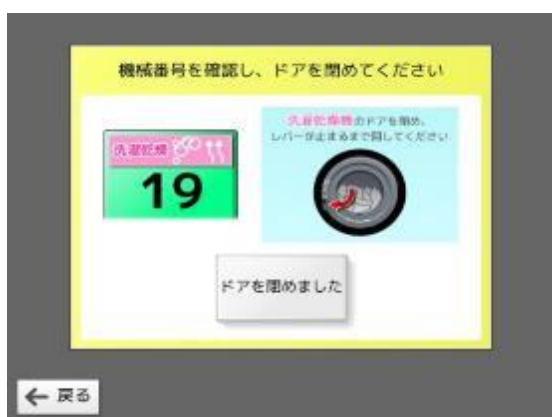 機械番号を確認し、ドアを閉めてください
洗濯乾燥
19
洗濯乾燥機のドアを閉め、
レバーが止まるまで回してください
ドアを閉めました
← 戻る